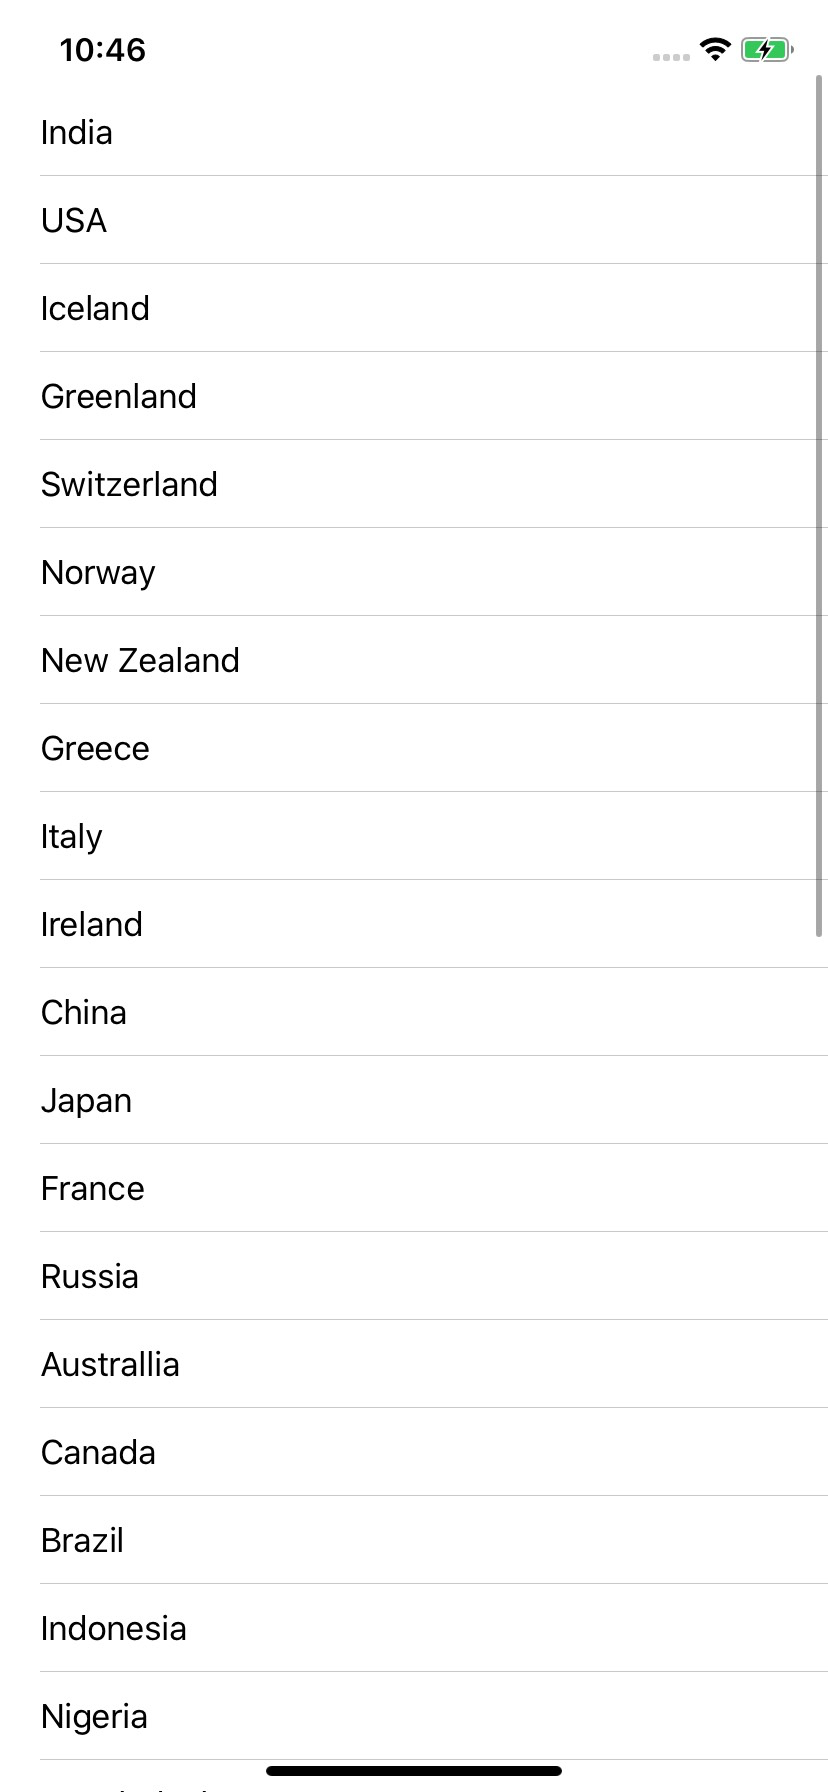 10:46
India
USA
Iceland
Greenland
Switzerland
Norway
New Zealand
Greece
Italy
Ireland
China
Japan
France
Russia
Australlia
Canada
Brazil
Indonesia
Nigeria